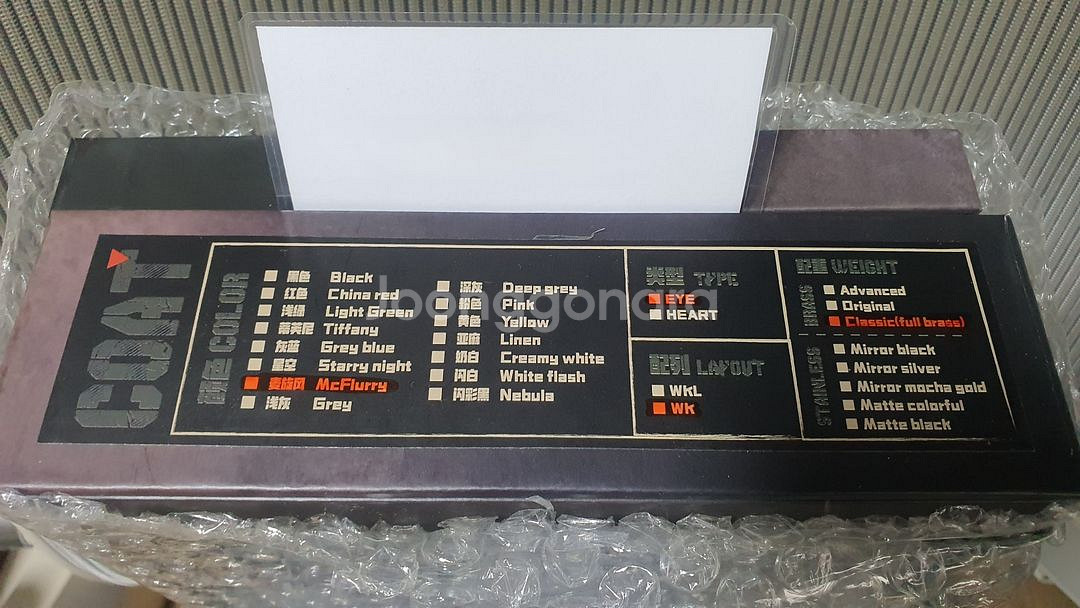 COAT
颜色 COLOR
黑色 Black
红色 China red
浅绿 Light Green
蒂芙尼 Tiffany
灰蓝 Grey blue
星空 Starry night
麦旋风 McFlurry
浅灰 Grey
深灰 Deep grey
粉色 Pink
黄色 Yellow
亚麻 Linen
奶白 Creamy white
闪白 White flash
闪彩黑 Nebula
类型 TYPE
EYE
HEART
配列 LAYOUT
WKL
WK
配重 WEIGHT
BRASS
Advanced
Original
Classic(full brass)
STAINLESS
Mirror black
Mirror silver
Mirror mocha gold
Matte colorful
Matte black
joonggonara